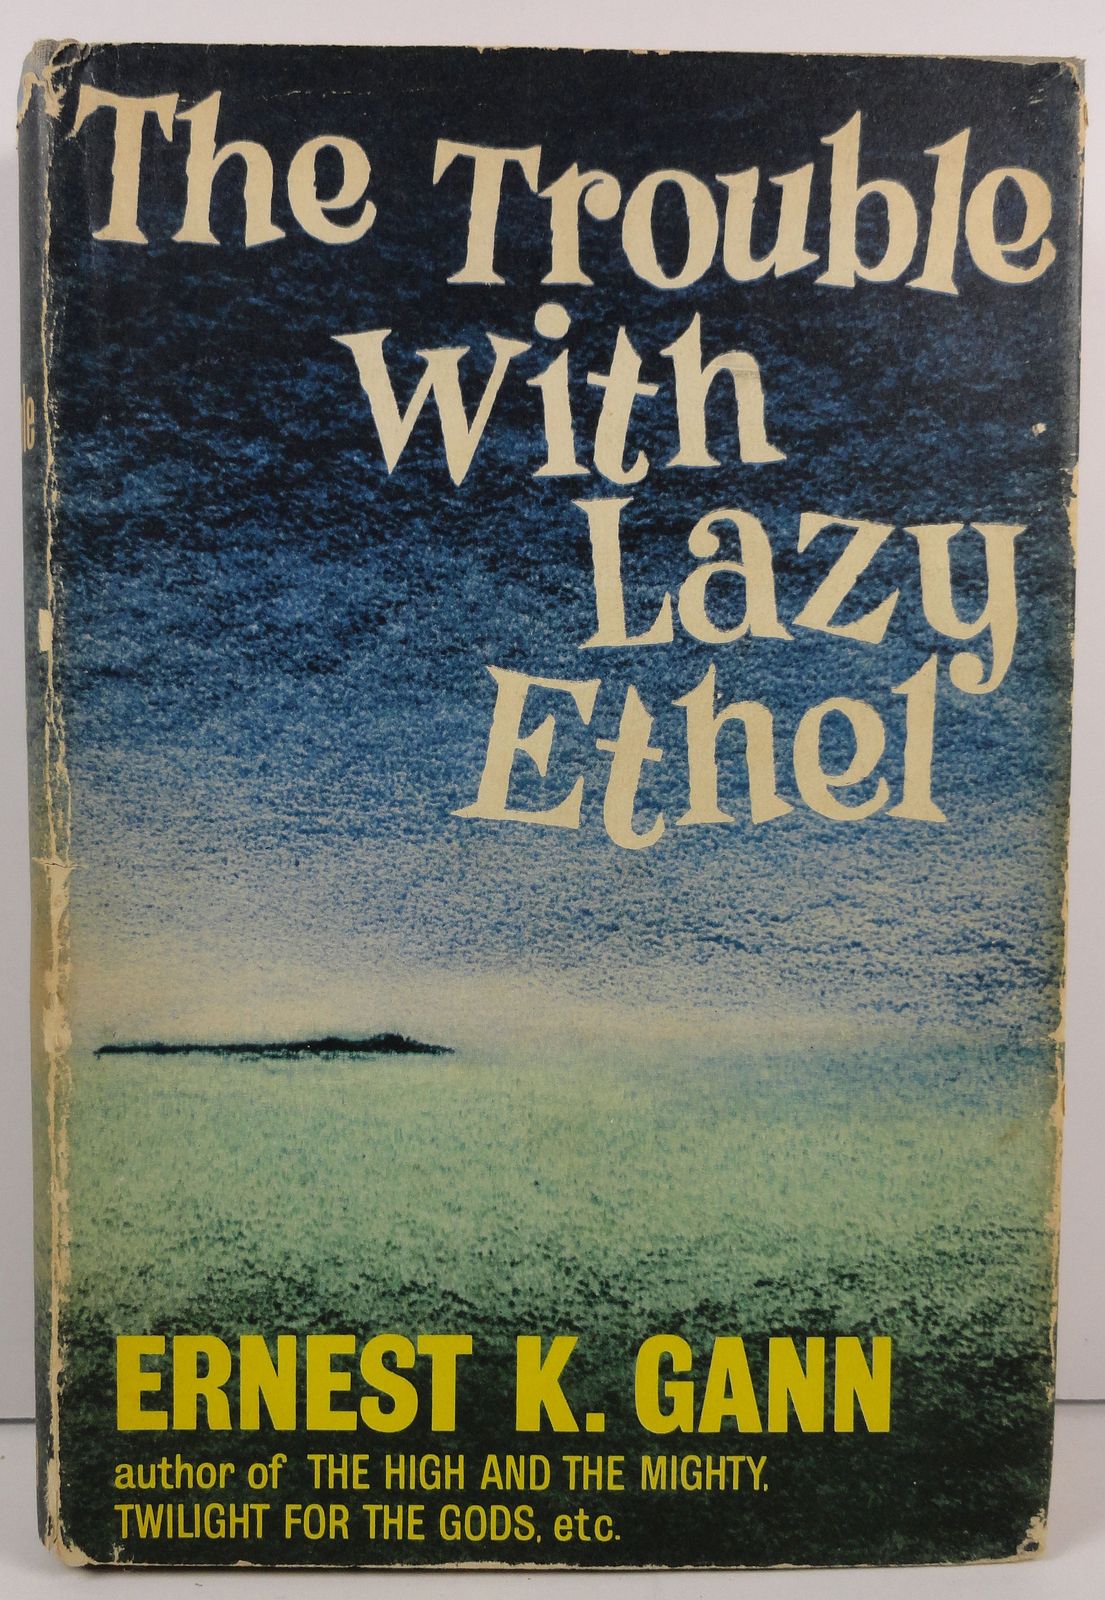 The Trouble
With
Lazy
Ethel
ERNEST K. GANN
author of THE HIGH AND THE MIGHTY,
TWILIGHT FOR THE GODS, etc.